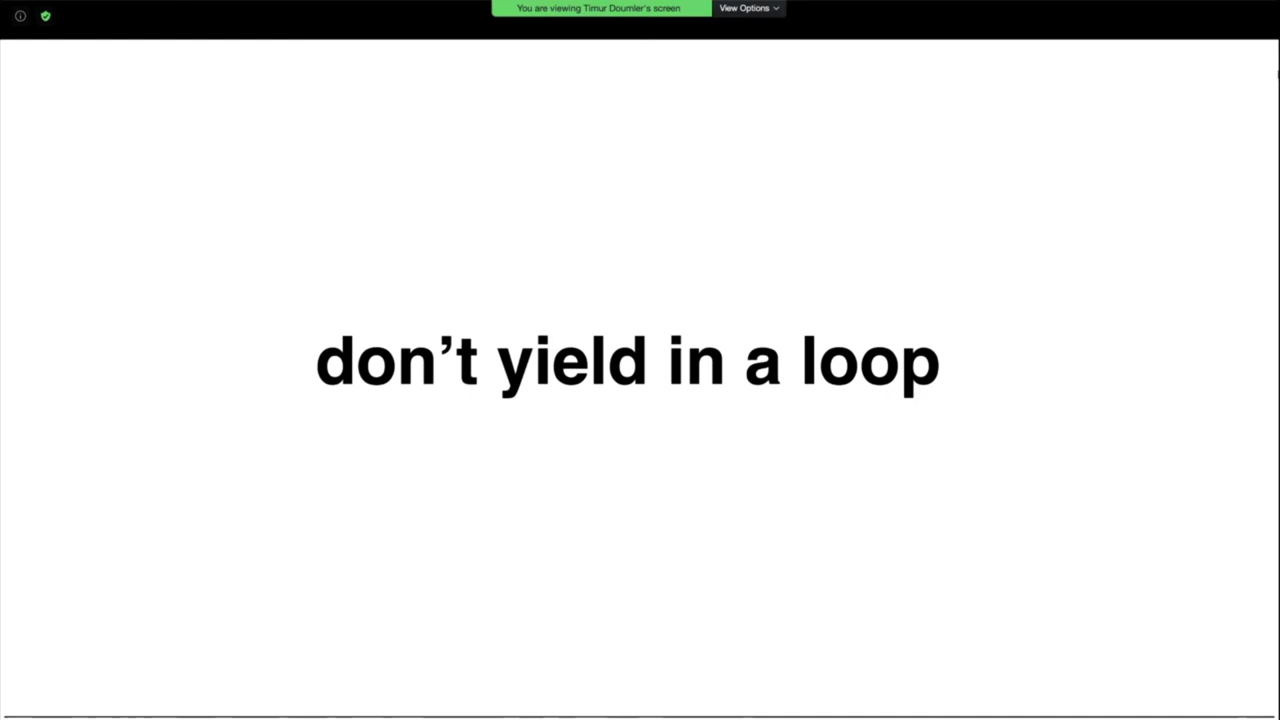 You are viewing Timur Doumler's screen
View Options
don’t yield in a loop